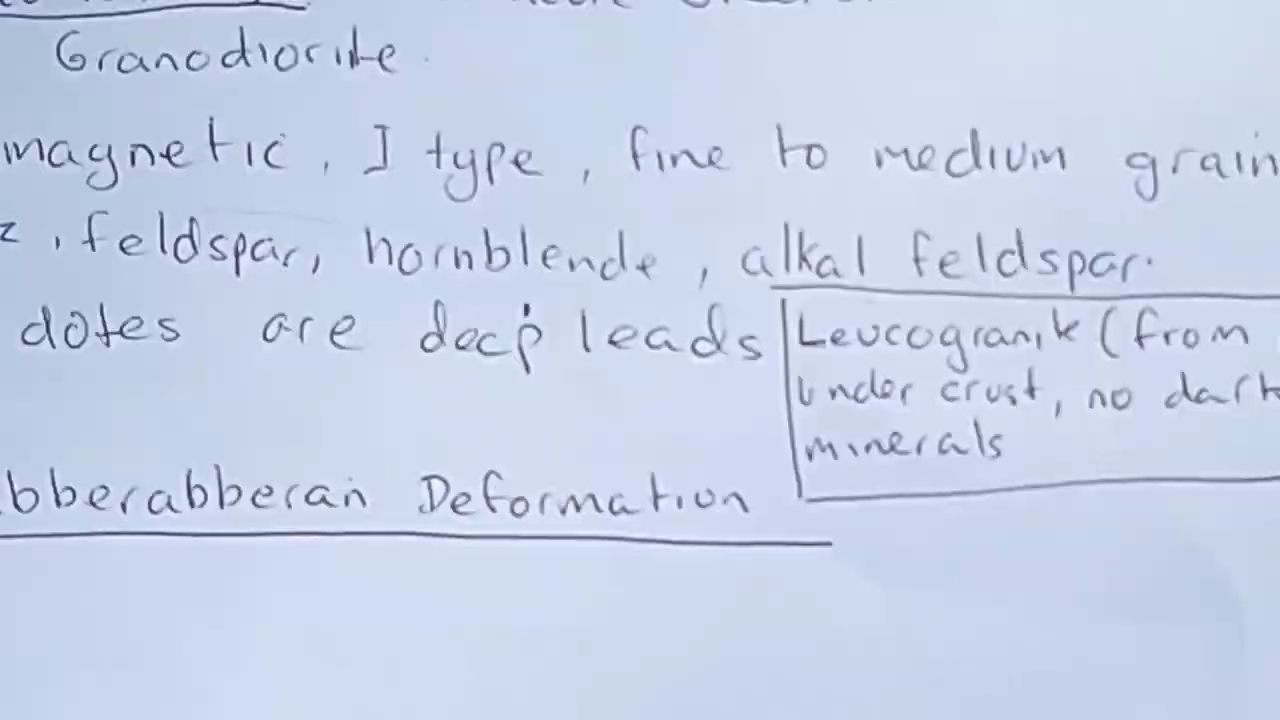 Granodiorite.
magnetic, I type, fine to medium grain
z, feldspar, hornblende, alkal feldspar.
dotes are deep leads
Leucogranite (from
under crust, no dark
minerals
bberabberan Deformation